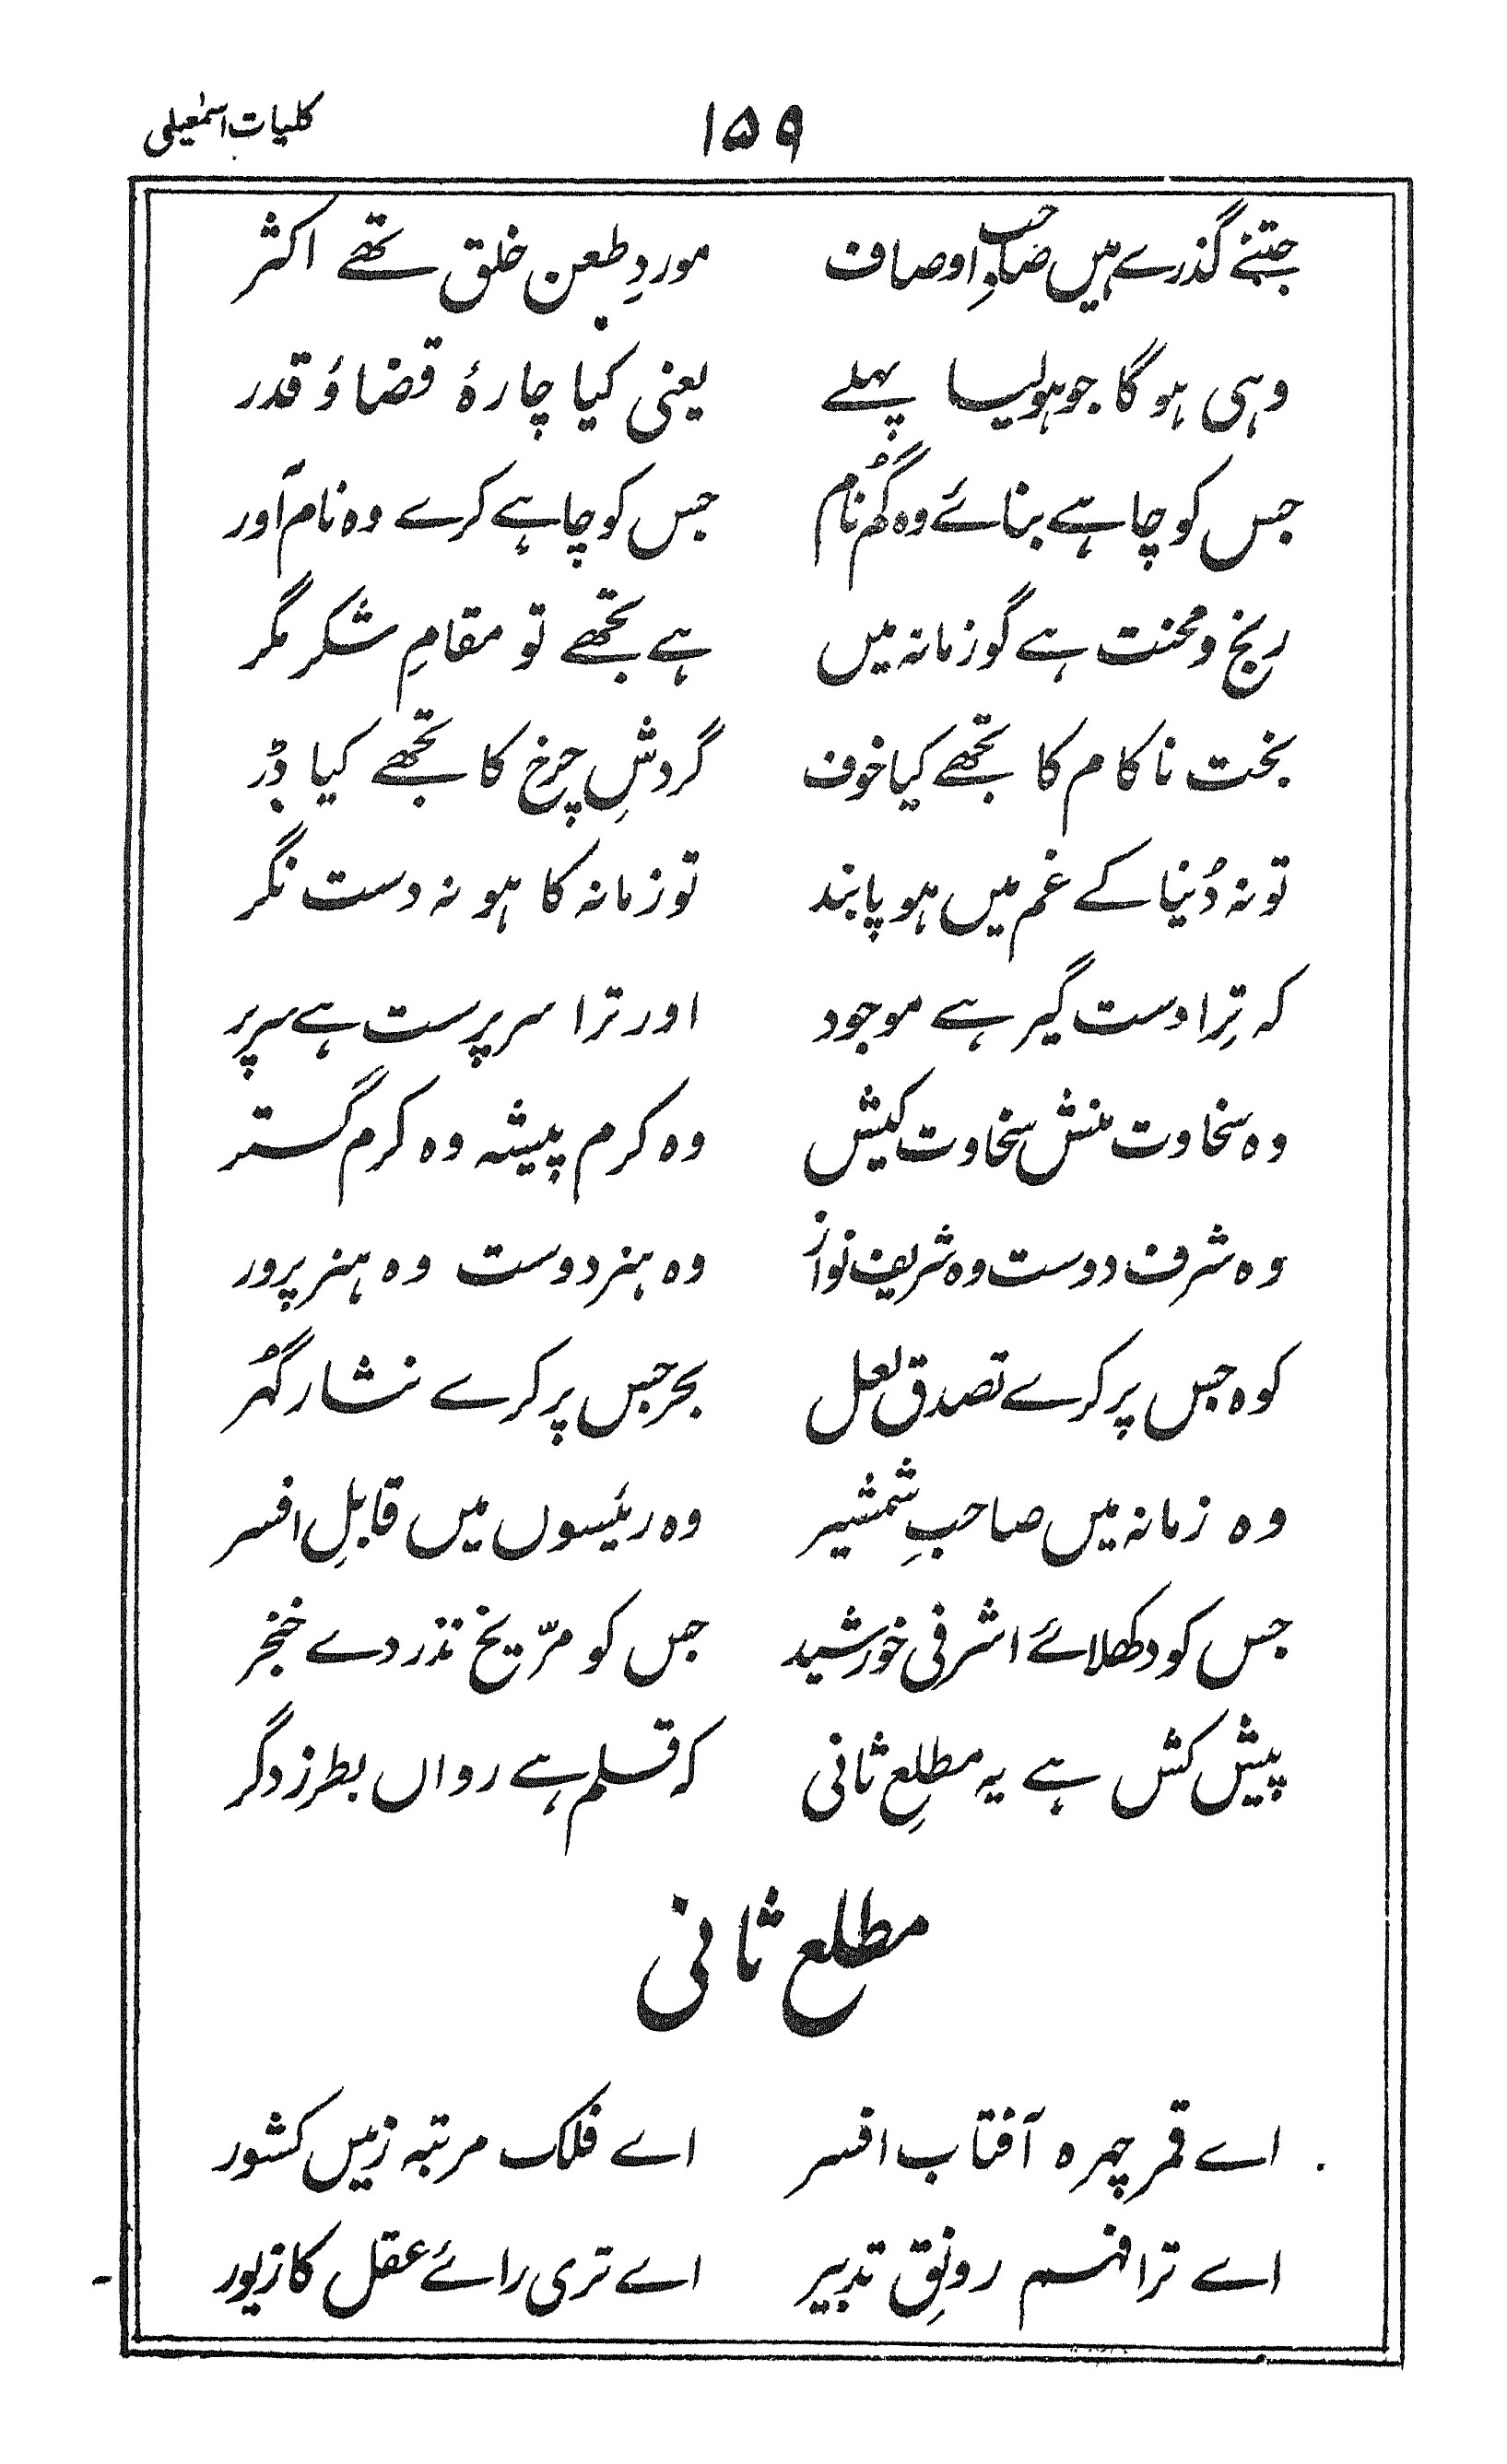 ۱۵۹ کلیات اسمٰعیلی
جتنے گذرے ہیں صاحبِ اوصاف موردِ طعن خلق تھے اکثر
وہی ہوگا جو ہولیا پہلے یعنی کیا چارۂ قضاؤ قدر
جس کو چاہے بنائے وہ گُم نام جس کو چاہے کرے وہ نام آور
رنج و محنت ہے گو زمانہ میں ہے تجھے تو مقامِ شکر مگر
بخت ناکام کا تجھے کیا خوف گردشِ چرخ کا تجھے کیا ڈر
تو نہ دُنیا کے غم میں ہو پابند تو زمانہ کا ہو نہ دست نگر
کہ تِرا دست گیر ہے موجود اور ترا سرپرست ہے سر پر
وہ سخاوت منش سخاوت کیش وہ کرم پیشہ وہ کرم گستر
وہ شرف دوست وہ شریف نواز وہ ہنر دوست وہ ہنر پرور
کوہ جس پر کرے تصدق لعل بحر جس پر کرے نثار گُہر
وہ زمانہ میں صاحبِ شمشیر وہ رئیسوں میں قابلِ افسر
جس کو دکھلائے اشرفی خورشید جس کو مرّیخ نذر دے خنجر
پیش کش ہے یہ مطلعِ ثانی کہ قلم ہے رواں بطرز دگر
مطلع ثانی
اے قمر چہرہ آفتاب افسر اے فلک مرتبہ زمیں کشور
اے ترا فہم رونقِ تدبیر اے تری رائے عقل کا زیور